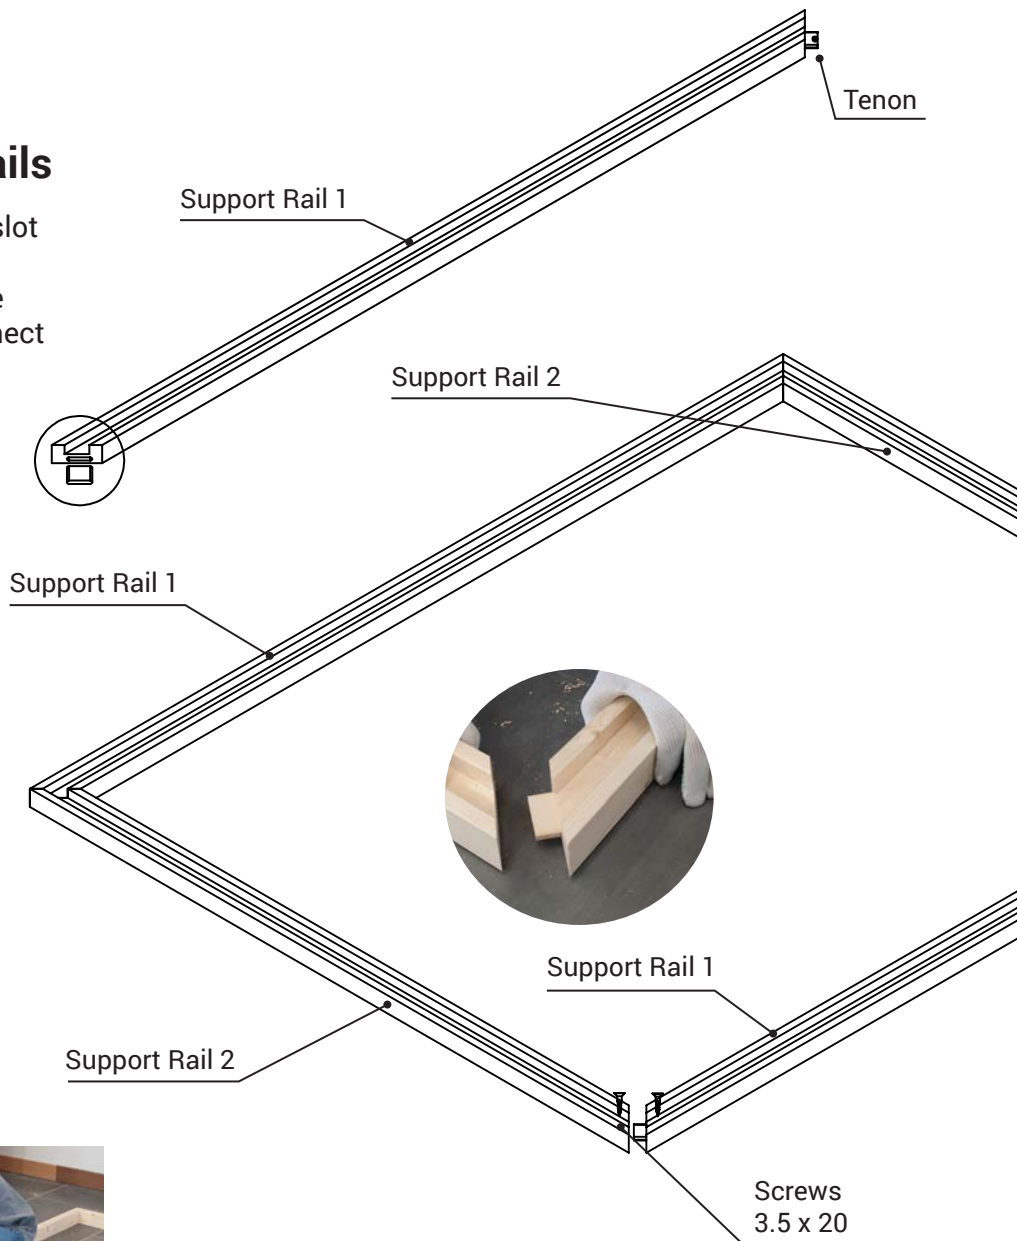 Tenon
ails
Support Rail 1
slot
e
nect
Support Rail 2
Support Rail 1
Support Rail 1
Support Rail 2
Screws
3.5 x 20